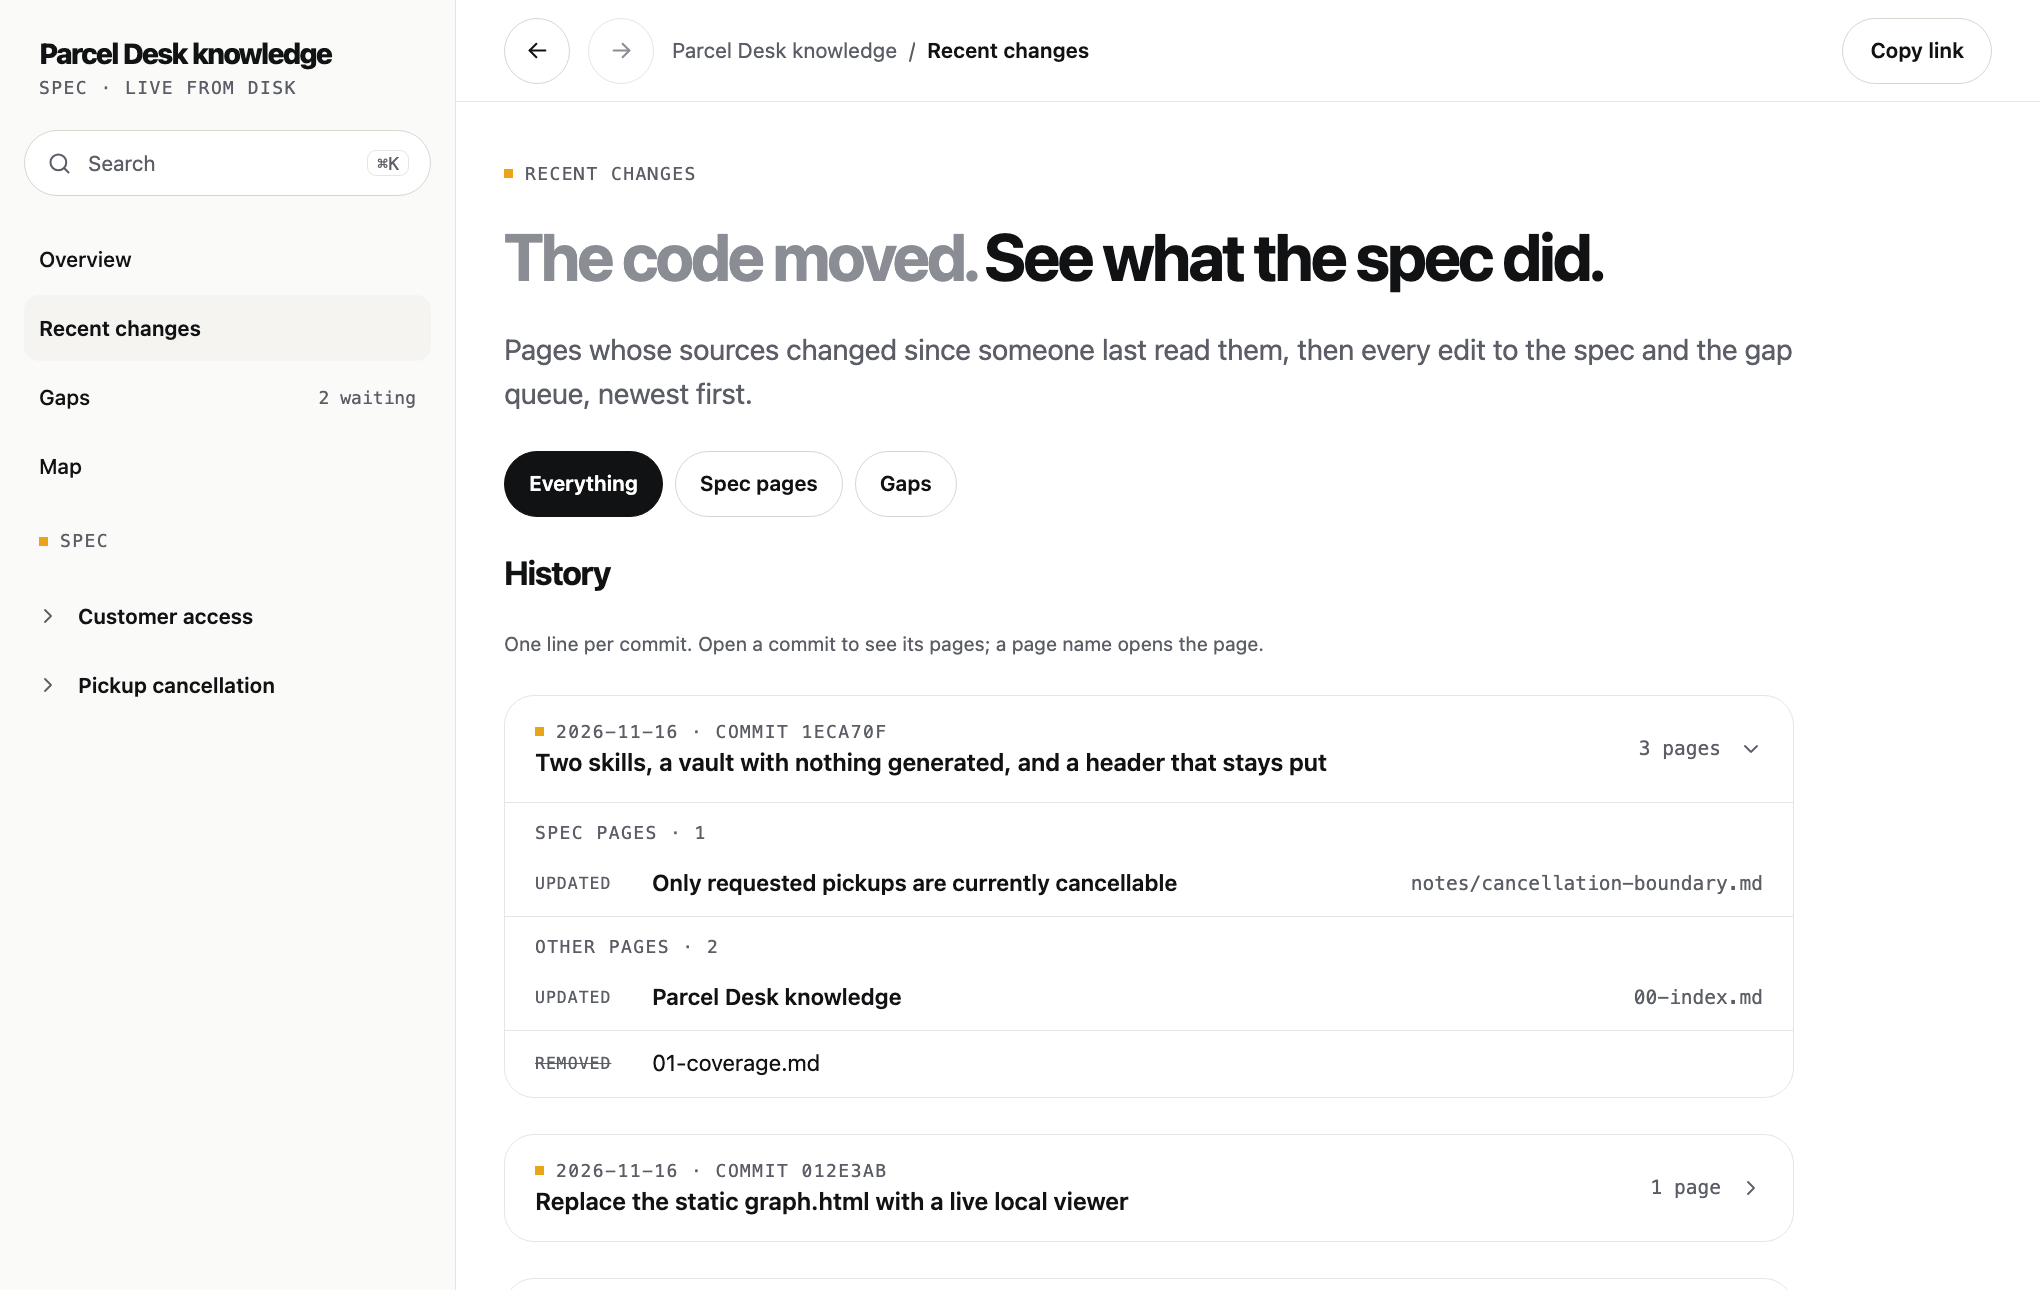 Parcel Desk knowledge
SPEC · LIVE FROM DISK
Search
⌘K
Overview
Recent changes
Gaps
2 waiting
Map
SPEC
Customer access
Pickup cancellation
Parcel Desk knowledge / Recent changes
Copy link
RECENT CHANGES
The code moved. See what the spec did.
Pages whose sources changed since someone last read them, then every edit to the spec and the gap
queue, newest first.
Everything
Spec pages
Gaps
History
One line per commit. Open a commit to see its pages; a page name opens the page.
2026-11-16 · COMMIT 1ECA70F
Two skills, a vault with nothing generated, and a header that stays put
3 pages
SPEC PAGES · 1
UPDATED
Only requested pickups are currently cancellable
notes/cancellation-boundary.md
OTHER PAGES · 2
UPDATED
Parcel Desk knowledge
00-index.md
REMOVED
01-coverage.md
2026-11-16 · COMMIT 012E3AB
Replace the static graph.html with a live local viewer
1 page